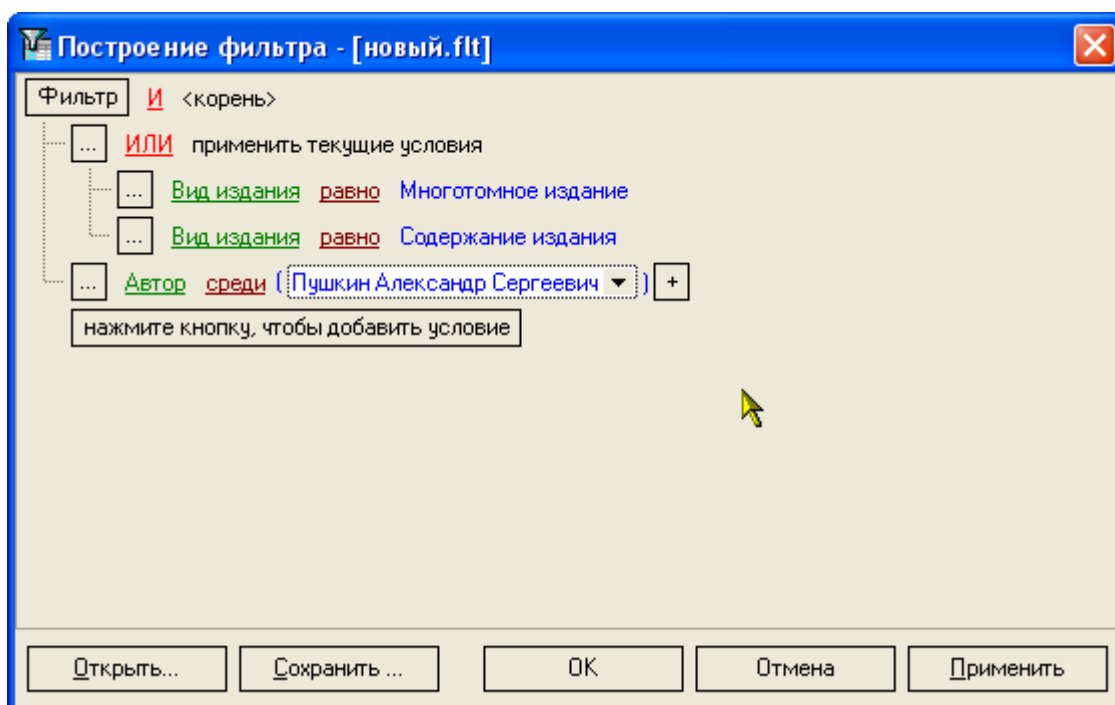 Построение фильтра - [новый.flt]
Фильтр И <корень>
... ИЛИ применить текущие условия
... Вид издания равно Многотомное издание
... Вид издания равно Содержание издания
... Автор среди ( Пушкин Александр Сергеевич ) +
нажмите кнопку, чтобы добавить условие
Открыть... Сохранить ... OK Отмена Применить